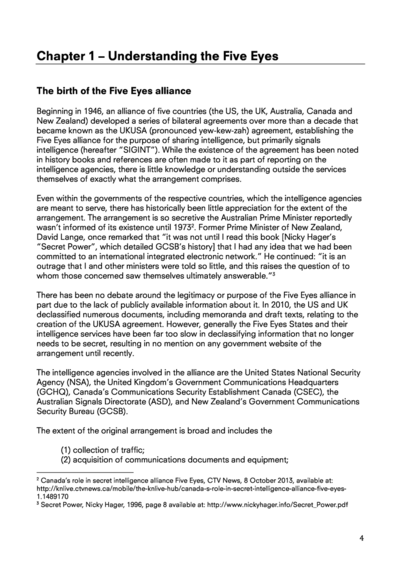 Chapter 1 – Understanding the Five Eyes
The birth of the Five Eyes alliance
Beginning in 1946, an alliance of five countries (the US, the UK, Australia, Canada and
New Zealand) developed a series of bilateral agreements over more than a decade that
became known as the UKUSA (pronounced yew-kew-zah) agreement, establishing the
Five Eyes alliance for the purpose of sharing intelligence, but primarily signals
intelligence (hereafter “SIGINT”). While the existence of the agreement has been noted
in history books and references are often made to it as part of reporting on the
intelligence agencies, there is little knowledge or understanding outside the services
themselves of exactly what the arrangement comprises.
Even within the governments of the respective countries, which the intelligence agencies
are meant to serve, there has historically been little appreciation for the extent of the
arrangement. The arrangement is so secretive the Australian Prime Minister reportedly
wasn’t informed of its existence until 1973². Former Prime Minister of New Zealand,
David Lange, once remarked that “it was not until I read this book [Nicky Hager’s
“Secret Power”, which detailed GCSB’s history] that I had any idea that we had been
committed to an international integrated electronic network.” He continued: “it is an
outrage that I and other ministers were told so little, and this raises the question of to
whom those concerned saw themselves ultimately answerable.”³
There has been no debate around the legitimacy or purpose of the Five Eyes alliance in
part due to the lack of publicly available information about it. In 2010, the US and UK
declassified numerous documents, including memoranda and draft texts, relating to the
creation of the UKUSA agreement. However, generally the Five Eyes States and their
intelligence services have been far too slow in declassifying information that no longer
needs to be secret, resulting in no mention on any government website of the
arrangement until recently.
The intelligence agencies involved in the alliance are the United States National Security
Agency (NSA), the United Kingdom’s Government Communications Headquarters
(GCHQ), Canada’s Communications Security Establishment Canada (CSEC), the
Australian Signals Directorate (ASD), and New Zealand’s Government Communications
Security Bureau (GCSB).
The extent of the original arrangement is broad and includes the
(1) collection of traffic;
(2) acquisition of communications documents and equipment;
² Canada’s role in secret intelligence alliance Five Eyes, CTV News, 8 October 2013, available at:
http://knlive.ctvnews.ca/mobile/the-knlive-hub/canada-s-role-in-secret-intelligence-alliance-five-eyes-
1.1489170
³ Secret Power, Nicky Hager, 1996, page 8 available at: http://www.nickyhager.info/Secret_Power.pdf
4